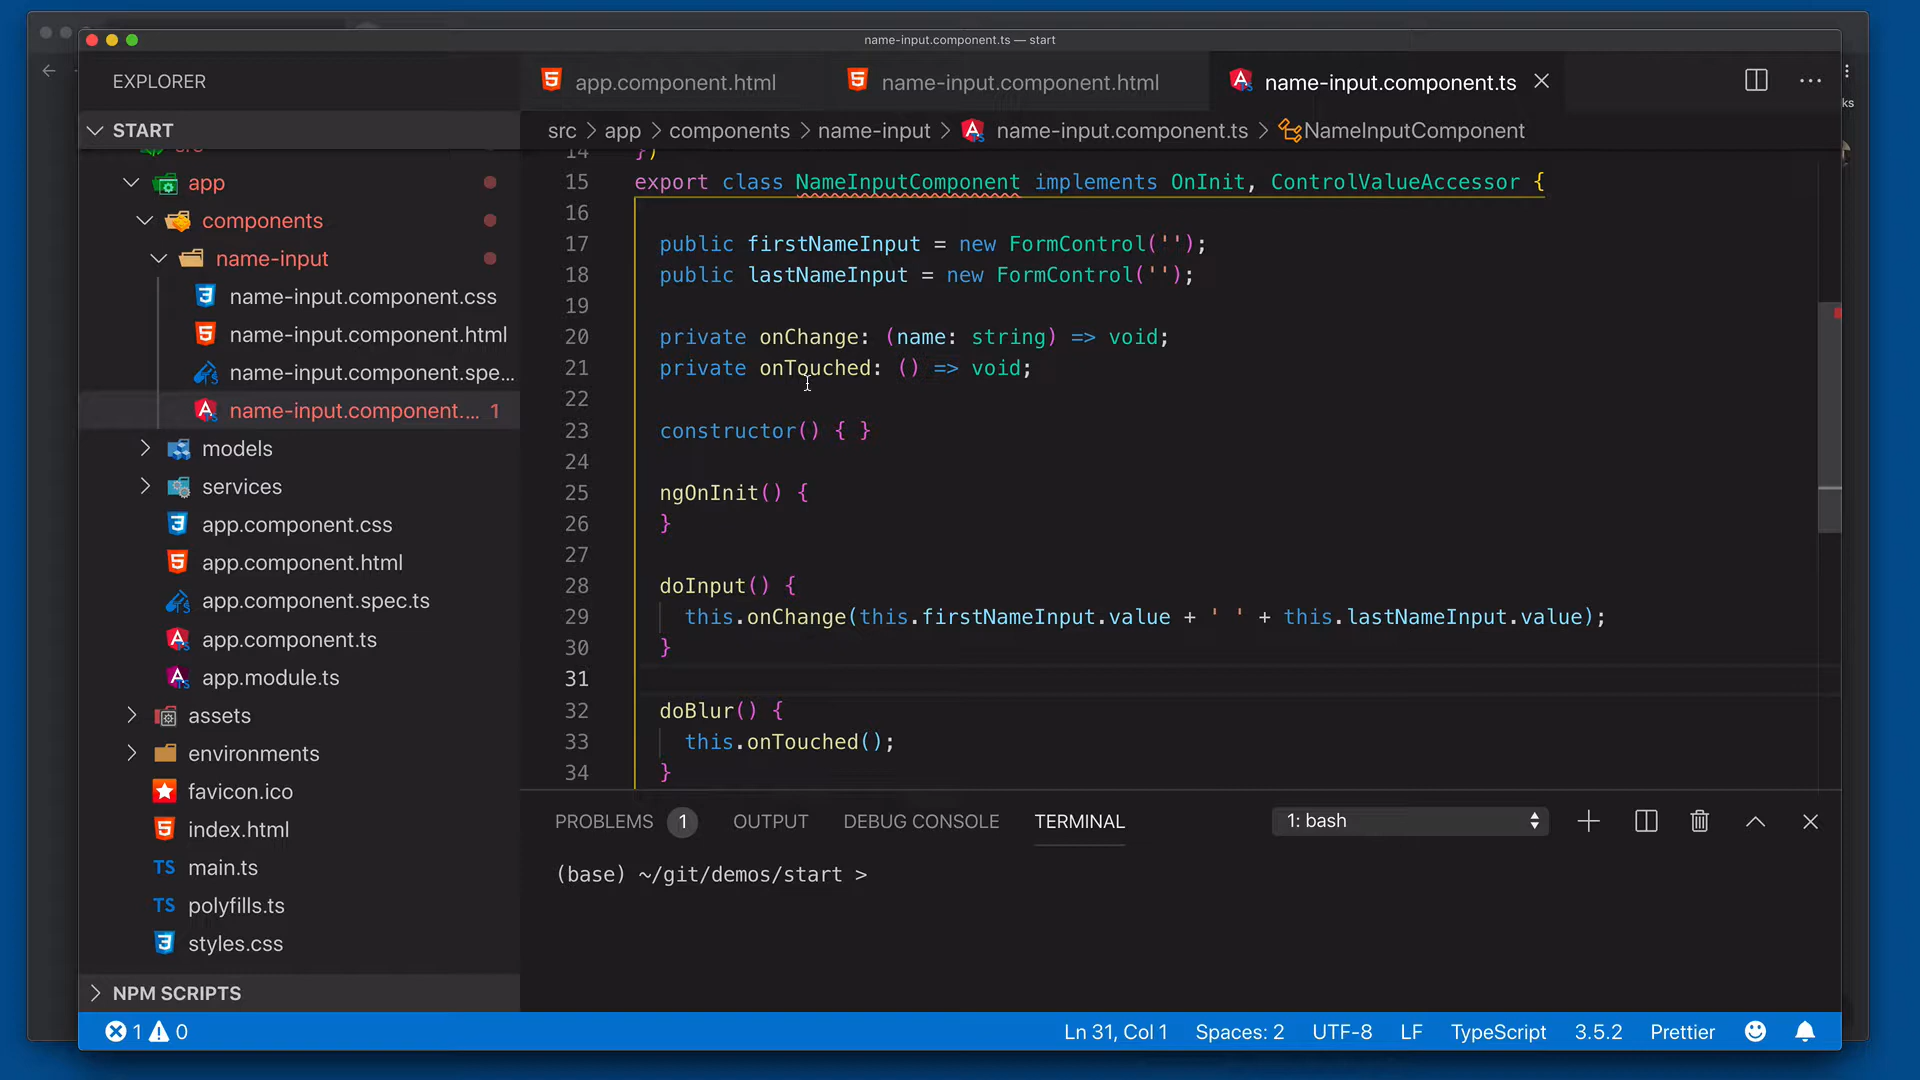 name-input.component.ts — start
EXPLORER
app.component.html
name-input.component.html
name-input.component.ts
START
src > app > components > name-input > name-input.component.ts > NameInputComponent
app
components
name-input
name-input.component.css
name-input.component.html
name-input.component.spe...
name-input.component.... 1
models
services
app.component.css
app.component.html
app.component.spec.ts
app.component.ts
app.module.ts
assets
environments
favicon.ico
index.html
TS main.ts
TS polyfills.ts
styles.css
NPM SCRIPTS
14 })
15 export class NameInputComponent implements OnInit, ControlValueAccessor {
16
17 public firstNameInput = new FormControl('');
18 public lastNameInput = new FormControl('');
19
20 private onChange: (name: string) => void;
21 private onTouched: () => void;
22
23 constructor() { }
24
25 ngOnInit() {
26 }
27
28 doInput() {
29 this.onChange(this.firstNameInput.value + ' ' + this.lastNameInput.value);
30 }
31
32 doBlur() {
33 this.onTouched();
34 }
PROBLEMS 1 OUTPUT DEBUG CONSOLE TERMINAL 1: bash
(base) ~/git/demos/start >
1 0 Ln 31, Col 1 Spaces: 2 UTF-8 LF TypeScript 3.5.2 Prettier